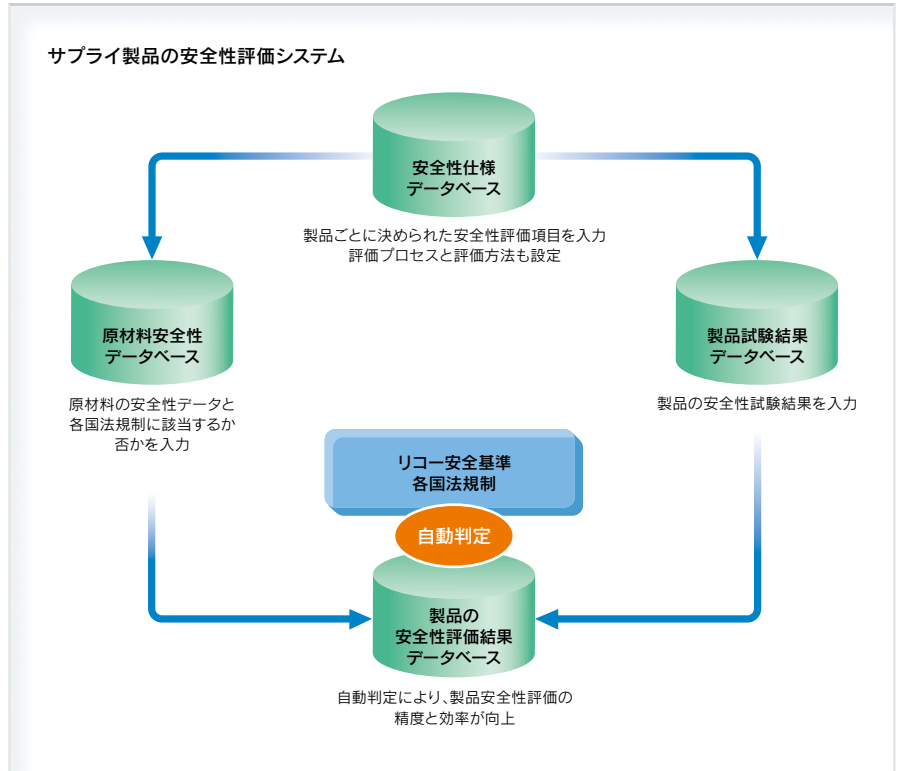 サプライ製品の安全性評価システム
安全性仕様
データベース
製品ごとに決められた安全性評価項目を入力
評価プロセスと評価方法も設定
原材料安全性
データベース
原材料の安全性データと
各国法規制に該当するか
否かを入力
製品試験結果
データベース
製品の安全性試験結果を入力
リコー安全基準
各国法規制
自動判定
製品の
安全性評価結果
データベース
自動判定により、製品安全性評価の
精度と効率が向上